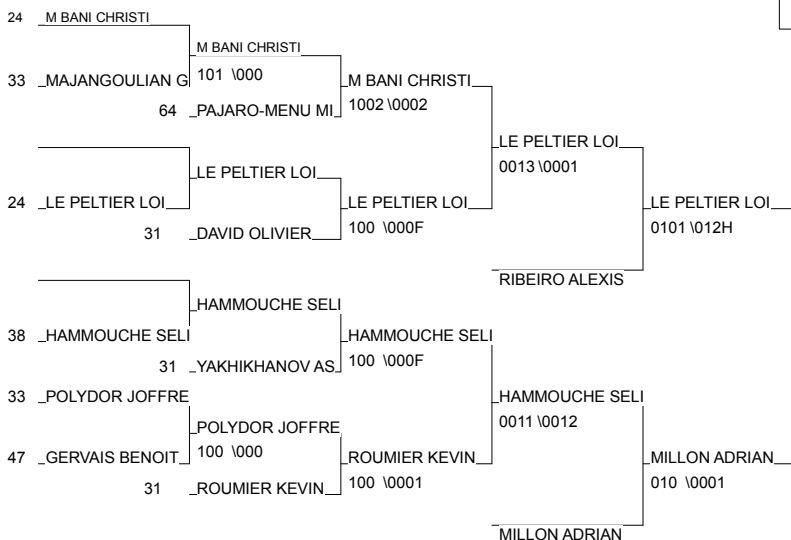 24 M BANI CHRISTI
M BANI CHRISTI
33 MAJANGOULIAN G 101 \000 M BANI CHRISTI
64 PAJARO-MENU MI 1002 \0002
LE PELTIER LOI
0013 \0001
LE PELTIER LOI
24 LE PELTIER LOI LE PELTIER LOI LE PELTIER LOI
31 DAVID OLIVIER 100 \000F 0101 \012H
RIBEIRO ALEXIS
HAMMOUCHE SELI
38 HAMMOUCHE SELI HAMMOUCHE SELI
31 YAKHIKHANOV AS 100 \000F
33 POLYDOR JOFFRE HAMMOUCHE SELI
POLYDOR JOFFRE 0011 \0012
100 \000
47 GERVAIS BENOIT ROUMIER KEVIN MILLON ADRIAN
31 ROUMIER KEVIN 100 \0001 010 \0001
MILLON ADRIAN